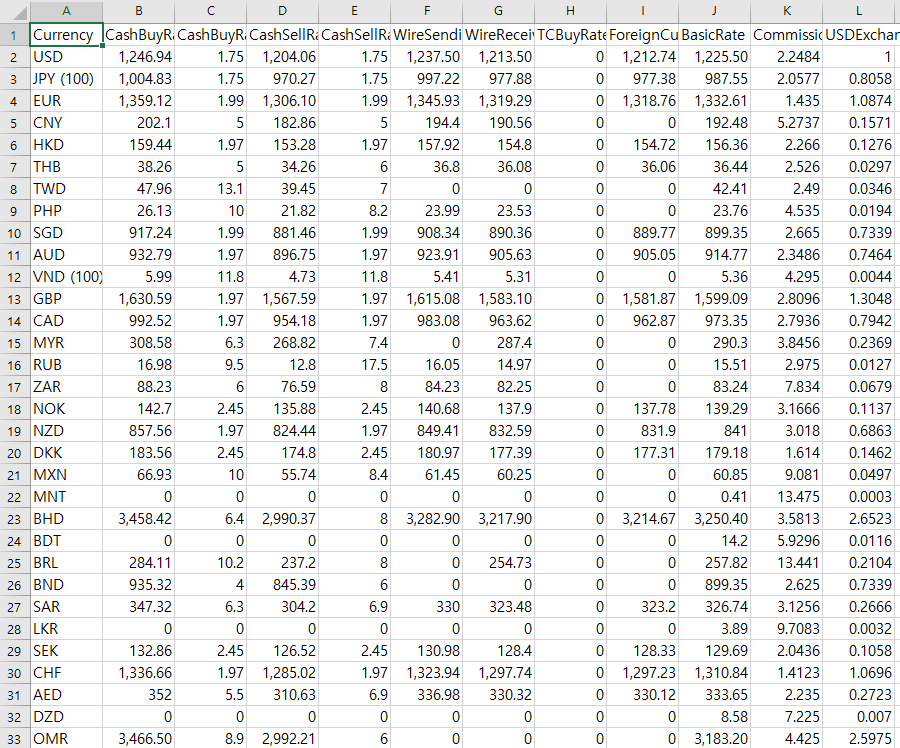 A B C D E F G H I J K L
1 Currency CashBuyRa CashBuyRa CashSellRa CashSellRa WireSendi WireReceiv TCBuyRate ForeignCu BasicRate Commissio USDExchan
2 USD 1,246.94 1.75 1,204.06 1.75 1,237.50 1,213.50 0 1,212.74 1,225.50 2.2484 1
3 JPY (100) 1,004.83 1.75 970.27 1.75 997.22 977.88 0 977.38 987.55 2.0577 0.8058
4 EUR 1,359.12 1.99 1,306.10 1.99 1,345.93 1,319.29 0 1,318.76 1,332.61 1.435 1.0874
5 CNY 202.1 5 182.86 5 194.4 190.56 0 0 192.48 5.2737 0.1571
6 HKD 159.44 1.97 153.28 1.97 157.92 154.8 0 154.72 156.36 2.266 0.1276
7 THB 38.26 5 34.26 6 36.8 36.08 0 36.06 36.44 2.526 0.0297
8 TWD 47.96 13.1 39.45 7 0 0 0 0 42.41 2.49 0.0346
9 PHP 26.13 10 21.82 8.2 23.99 23.53 0 0 23.76 4.535 0.0194
10 SGD 917.24 1.99 881.46 1.99 908.34 890.36 0 889.77 899.35 2.665 0.7339
11 AUD 932.79 1.97 896.75 1.97 923.91 905.63 0 905.05 914.77 2.3486 0.7464
12 VND (100) 5.99 11.8 4.73 11.8 5.41 5.31 0 0 5.36 4.295 0.0044
13 GBP 1,630.59 1.97 1,567.59 1.97 1,615.08 1,583.10 0 1,581.87 1,599.09 2.8096 1.3048
14 CAD 992.52 1.97 954.18 1.97 983.08 963.62 0 962.87 973.35 2.7936 0.7942
15 MYR 308.58 6.3 268.82 7.4 0 287.4 0 0 290.3 3.8456 0.2369
16 RUB 16.98 9.5 12.8 17.5 16.05 14.97 0 0 15.51 2.975 0.0127
17 ZAR 88.23 6 76.59 8 84.23 82.25 0 0 83.24 7.834 0.0679
18 NOK 142.7 2.45 135.88 2.45 140.68 137.9 0 137.78 139.29 3.1666 0.1137
19 NZD 857.56 1.97 824.44 1.97 849.41 832.59 0 831.9 841 3.018 0.6863
20 DKK 183.56 2.45 174.8 2.45 180.97 177.39 0 177.31 179.18 1.614 0.1462
21 MXN 66.93 10 55.74 8.4 61.45 60.25 0 0 60.85 9.081 0.0497
22 MNT 0 0 0 0 0 0 0 0 0.41 13.475 0.0003
23 BHD 3,458.42 6.4 2,990.37 8 3,282.90 3,217.90 0 3,214.67 3,250.40 3.5813 2.6523
24 BDT 0 0 0 0 0 0 0 0 14.2 5.9296 0.0116
25 BRL 284.11 10.2 237.2 8 0 254.73 0 0 257.82 13.441 0.2104
26 BND 935.32 4 845.39 6 0 0 0 0 899.35 2.625 0.7339
27 SAR 347.32 6.3 304.2 6.9 330 323.48 0 323.2 326.74 3.1256 0.2666
28 LKR 0 0 0 0 0 0 0 0 3.89 9.7083 0.0032
29 SEK 132.86 2.45 126.52 2.45 130.98 128.4 0 128.33 129.69 2.0436 0.1058
30 CHF 1,336.66 1.97 1,285.02 1.97 1,323.94 1,297.74 0 1,297.23 1,310.84 1.4123 1.0696
31 AED 352 5.5 310.63 6.9 336.98 330.32 0 330.12 333.65 2.235 0.2723
32 DZD 0 0 0 0 0 0 0 0 8.58 7.225 0.007
33 OMR 3,466.50 8.9 2,992.21 6 0 0 0 0 3,183.20 4.425 2.5975